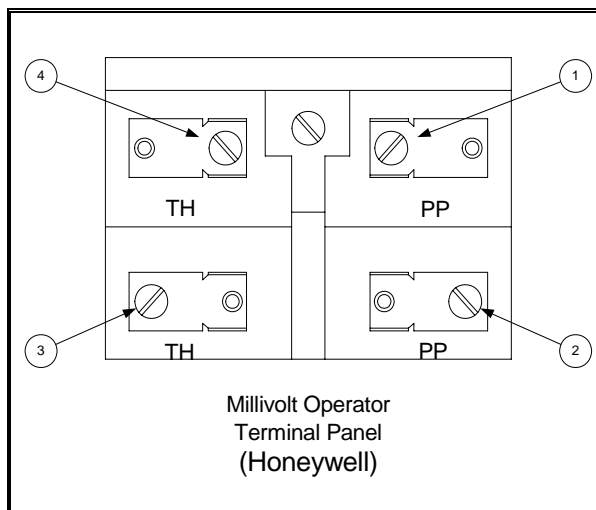 4
1
TH
PP
3
TH
PP
2
Millivolt Operator
Terminal Panel
(Honeywell)